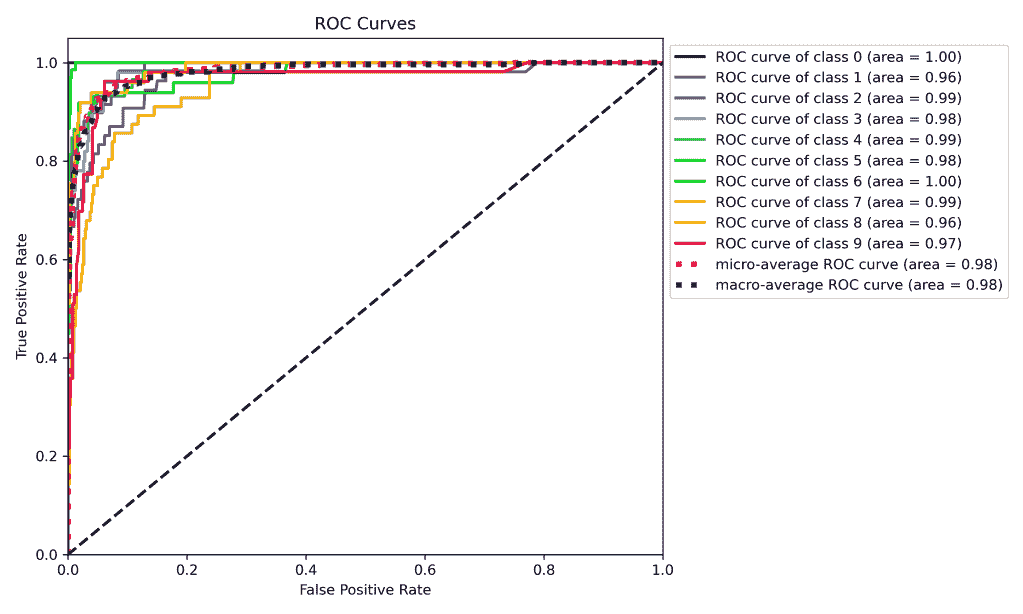 ROC Curves
1.0
0.8
0.6
0.4
0.2
0.0
True Positive Rate
0.0 0.2 0.4 0.6 0.8 1.0
False Positive Rate
ROC curve of class 0 (area = 1.00)
ROC curve of class 1 (area = 0.96)
ROC curve of class 2 (area = 0.99)
ROC curve of class 3 (area = 0.98)
ROC curve of class 4 (area = 0.99)
ROC curve of class 5 (area = 0.98)
ROC curve of class 6 (area = 1.00)
ROC curve of class 7 (area = 0.99)
ROC curve of class 8 (area = 0.96)
ROC curve of class 9 (area = 0.97)
micro-average ROC curve (area = 0.98)
macro-average ROC curve (area = 0.98)